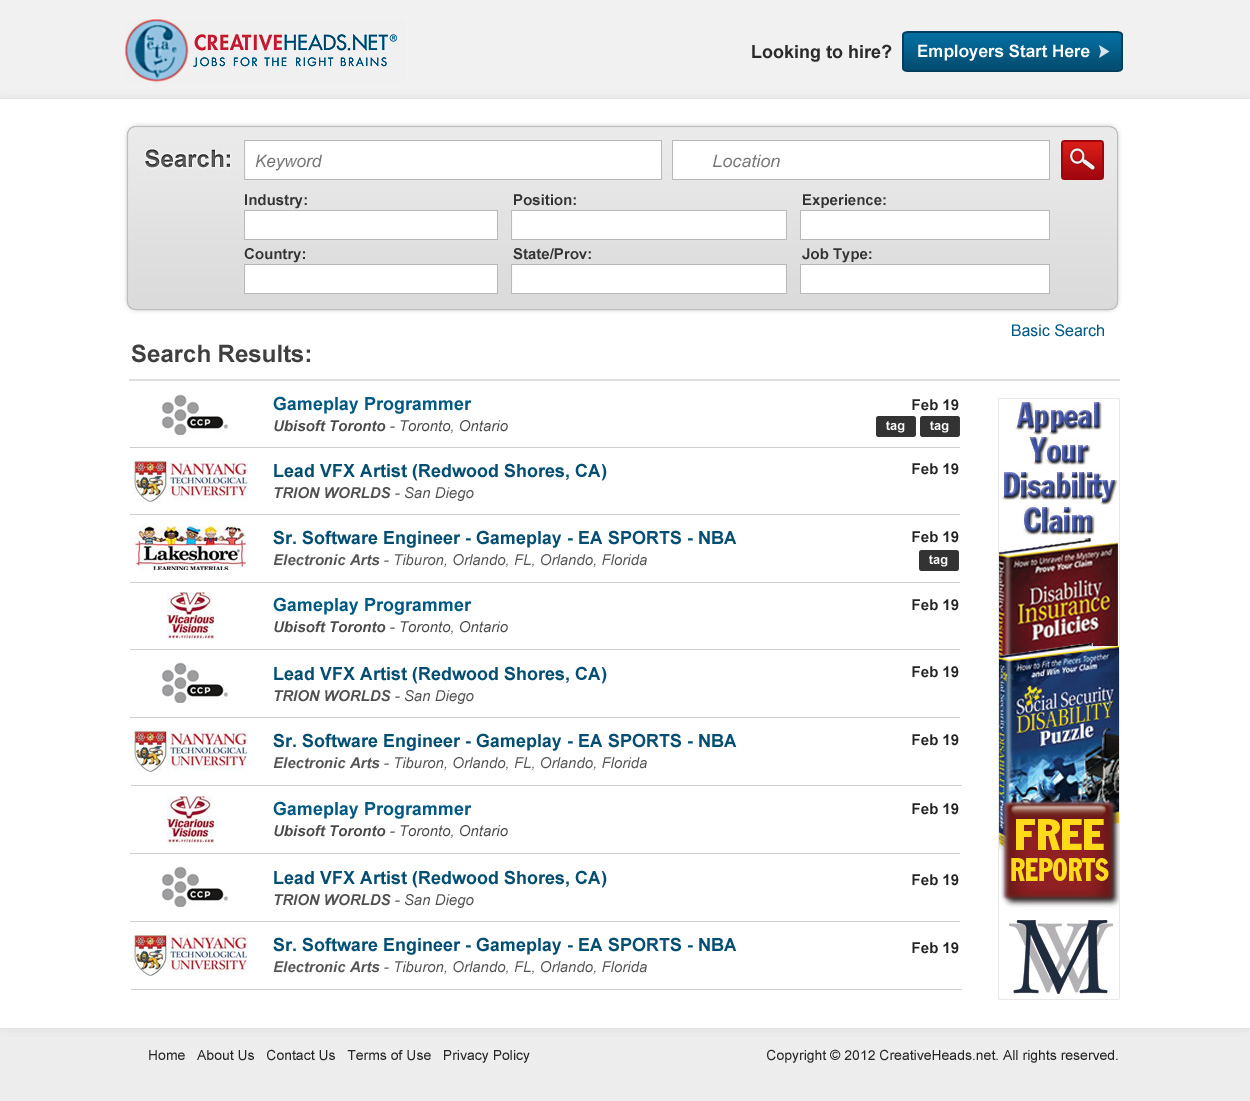 CREATIVEHEADS.NET®
JOBS FOR THE RIGHT BRAINS
Looking to hire?
Employers Start Here
Search:
Keyword
Location
Industry:
Position:
Experience:
Country:
State/Prov:
Job Type:
Basic Search
Search Results:
CCP
Gameplay Programmer
Ubisoft Toronto - Toronto, Ontario
Feb 19
tag
tag
NANYANG
TECHNOLOGICAL
UNIVERSITY
Lead VFX Artist (Redwood Shores, CA)
TRION WORLDS - San Diego
Feb 19
Lakeshore
LEARNING MATERIALS
Sr. Software Engineer - Gameplay - EA SPORTS - NBA
Electronic Arts - Tiburon, Orlando, FL, Orlando, Florida
Feb 19
tag
Vicarious
Visions
www.vvisions.com
Gameplay Programmer
Ubisoft Toronto - Toronto, Ontario
Feb 19
CCP
Lead VFX Artist (Redwood Shores, CA)
TRION WORLDS - San Diego
Feb 19
NANYANG
TECHNOLOGICAL
UNIVERSITY
Sr. Software Engineer - Gameplay - EA SPORTS - NBA
Electronic Arts - Tiburon, Orlando, FL, Orlando, Florida
Feb 19
Vicarious
Visions
www.vvisions.com
Gameplay Programmer
Ubisoft Toronto - Toronto, Ontario
Feb 19
CCP
Lead VFX Artist (Redwood Shores, CA)
TRION WORLDS - San Diego
Feb 19
NANYANG
TECHNOLOGICAL
UNIVERSITY
Sr. Software Engineer - Gameplay - EA SPORTS - NBA
Electronic Arts - Tiburon, Orlando, FL, Orlando, Florida
Feb 19
Appeal
Your
Disability
Claim
How to Unravel the Mystery and
Prove Your Claim
Disability
Insurance
Policies
How to Fit the Pieces Together
and Win Your Claim
Social Security
DISABILITY
Puzzle
FREE
REPORTS
Home About Us Contact Us Terms of Use Privacy Policy
Copyright © 2012 CreativeHeads.net. All rights reserved.